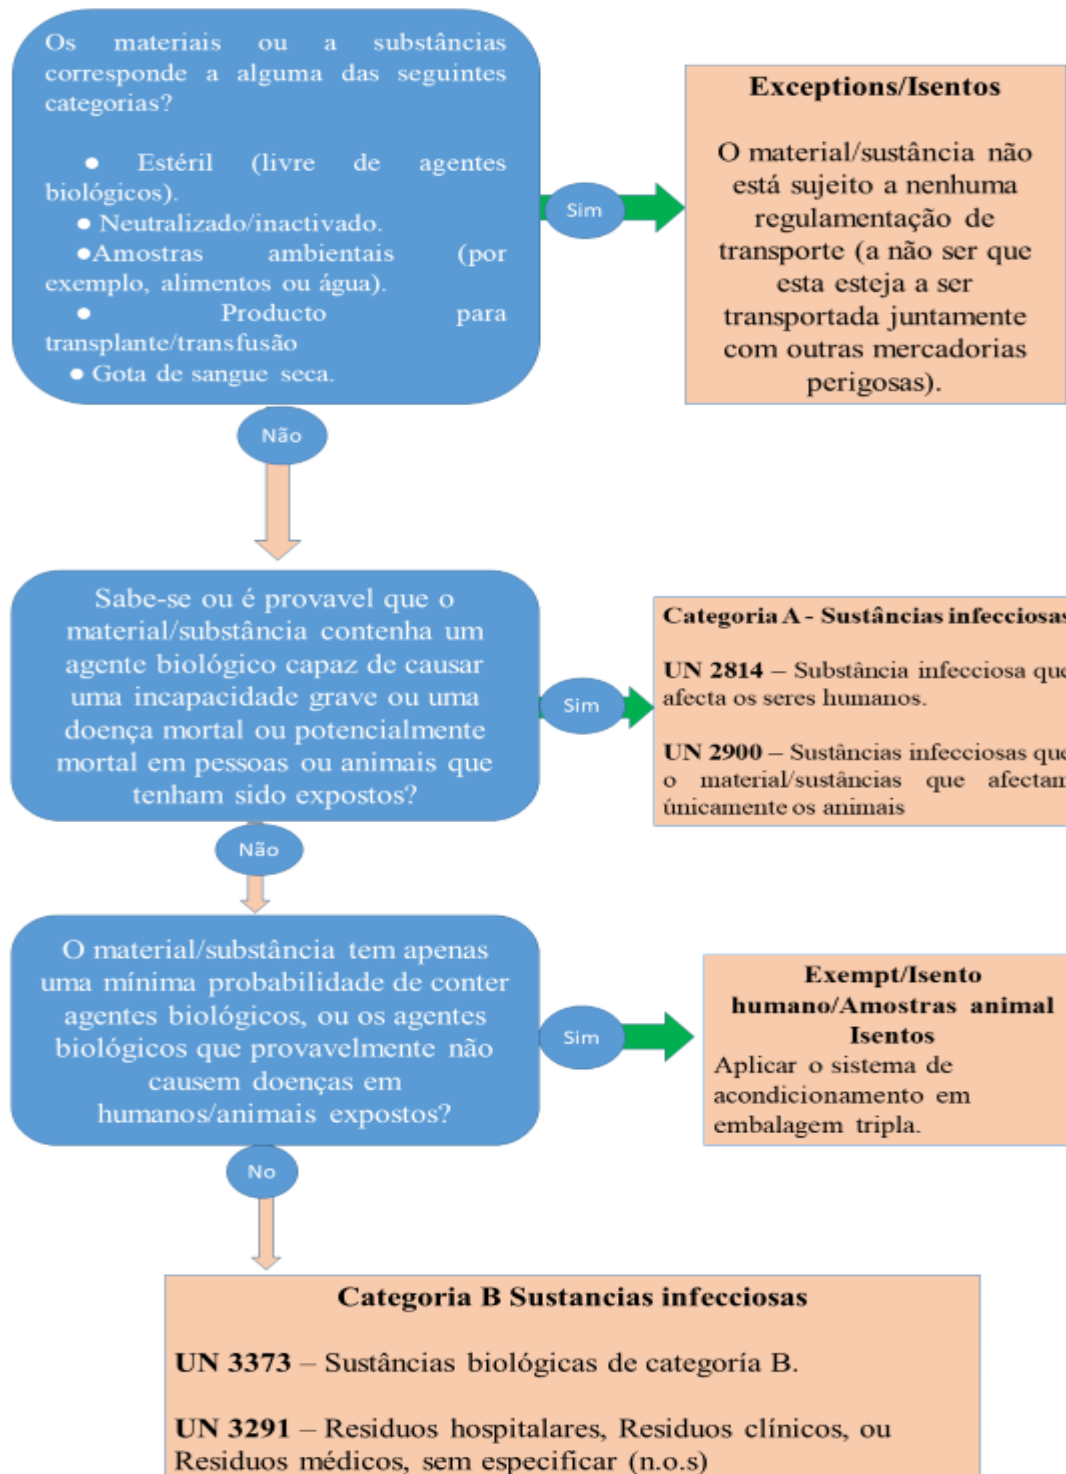 Os materiais ou a substâncias
corresponde a alguma das seguintes
categorias?
● Estéril (livre de agentes
biológicos).
● Neutralizado/inactivado.
●Amostras ambientais (por
exemplo, alimentos ou água).
● Producto para
transplante/transfusão
● Gota de sangue seca.
Sim
Exceptions/Isentos
O material/sustância não
está sujeito a nenhuma
regulamentação de
transporte (a não ser que
esta esteja a ser
transportada juntamente
com outras mercadorias
perigosas).
Não
Sabe-se ou é provavel que o
material/substância contenha um
agente biológico capaz de causar
uma incapacidade grave ou uma
doença mortal ou potencialmente
mortal em pessoas ou animais que
tenham sido expostos?
Sim
Categoria A - Sustâncias infecciosas
UN 2814 – Substância infecciosa que
afecta os seres humanos.
UN 2900 – Sustâncias infecciosas que
o material/sustâncias que afectam
únicamente os animais
Não
O material/substância tem apenas
uma mínima probabilidade de conter
agentes biológicos, ou os agentes
biológicos que provavelmente não
causem doenças em
humanos/animais expostos?
Sim
Exempt/Isento
humano/Amostras animal
Isentos
Aplicar o sistema de
acondicionamento em
embalagem tripla.
No
Categoria B Sustancias infecciosas
UN 3373 – Sustâncias biológicas de categoría B.
UN 3291 – Residuos hospitalares, Residuos clínicos, ou
Residuos médicos, sem especificar (n.o.s)